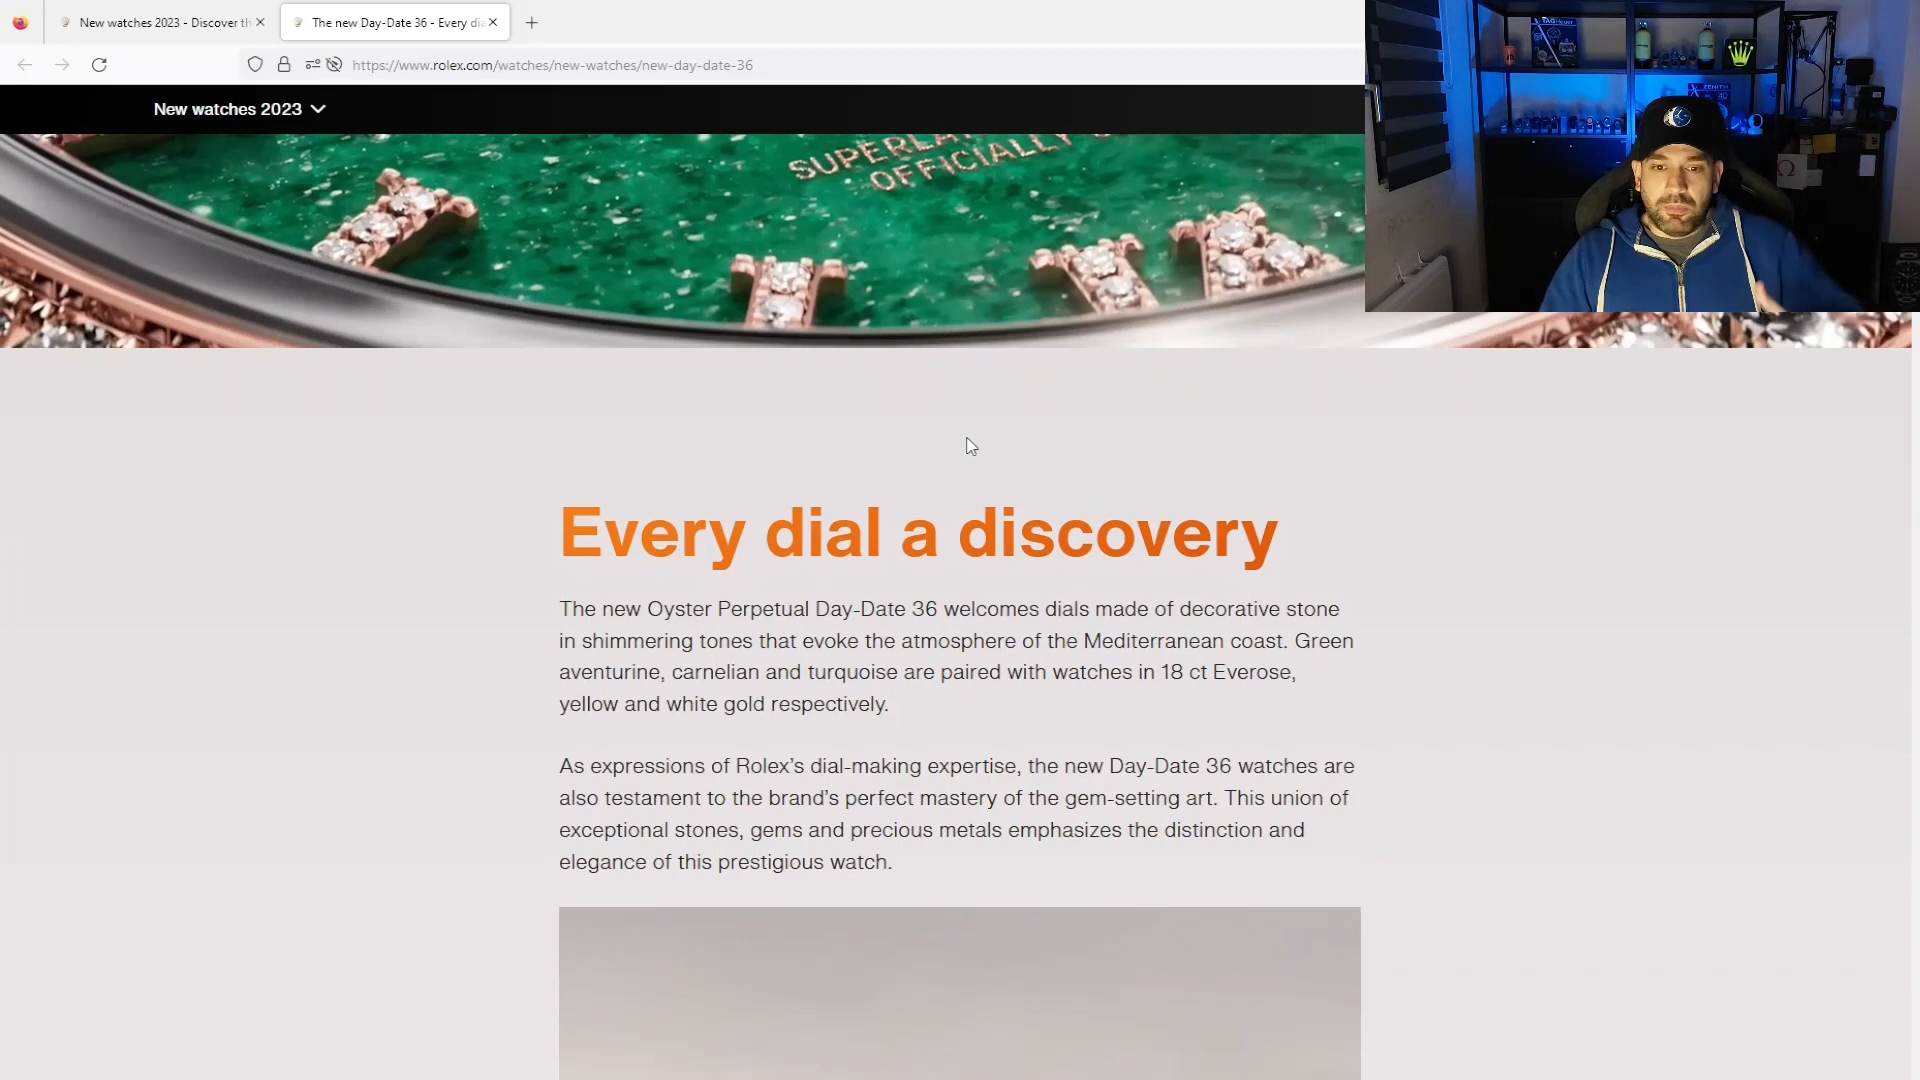 New watches 2023 - Discover th
The new Day-Date 36 - Every di
https://www.rolex.com/watches/new-watches/new-day-date-36
New watches 2023
SUPERLA
OFFICIALLY
TAGHeuer
ZENITH
Every dial a discovery
The new Oyster Perpetual Day-Date 36 welcomes dials made of decorative stone
in shimmering tones that evoke the atmosphere of the Mediterranean coast. Green
aventurine, carnelian and turquoise are paired with watches in 18 ct Everose,
yellow and white gold respectively.
As expressions of Rolex’s dial-making expertise, the new Day-Date 36 watches are
also testament to the brand’s perfect mastery of the gem-setting art. This union of
exceptional stones, gems and precious metals emphasizes the distinction and
elegance of this prestigious watch.